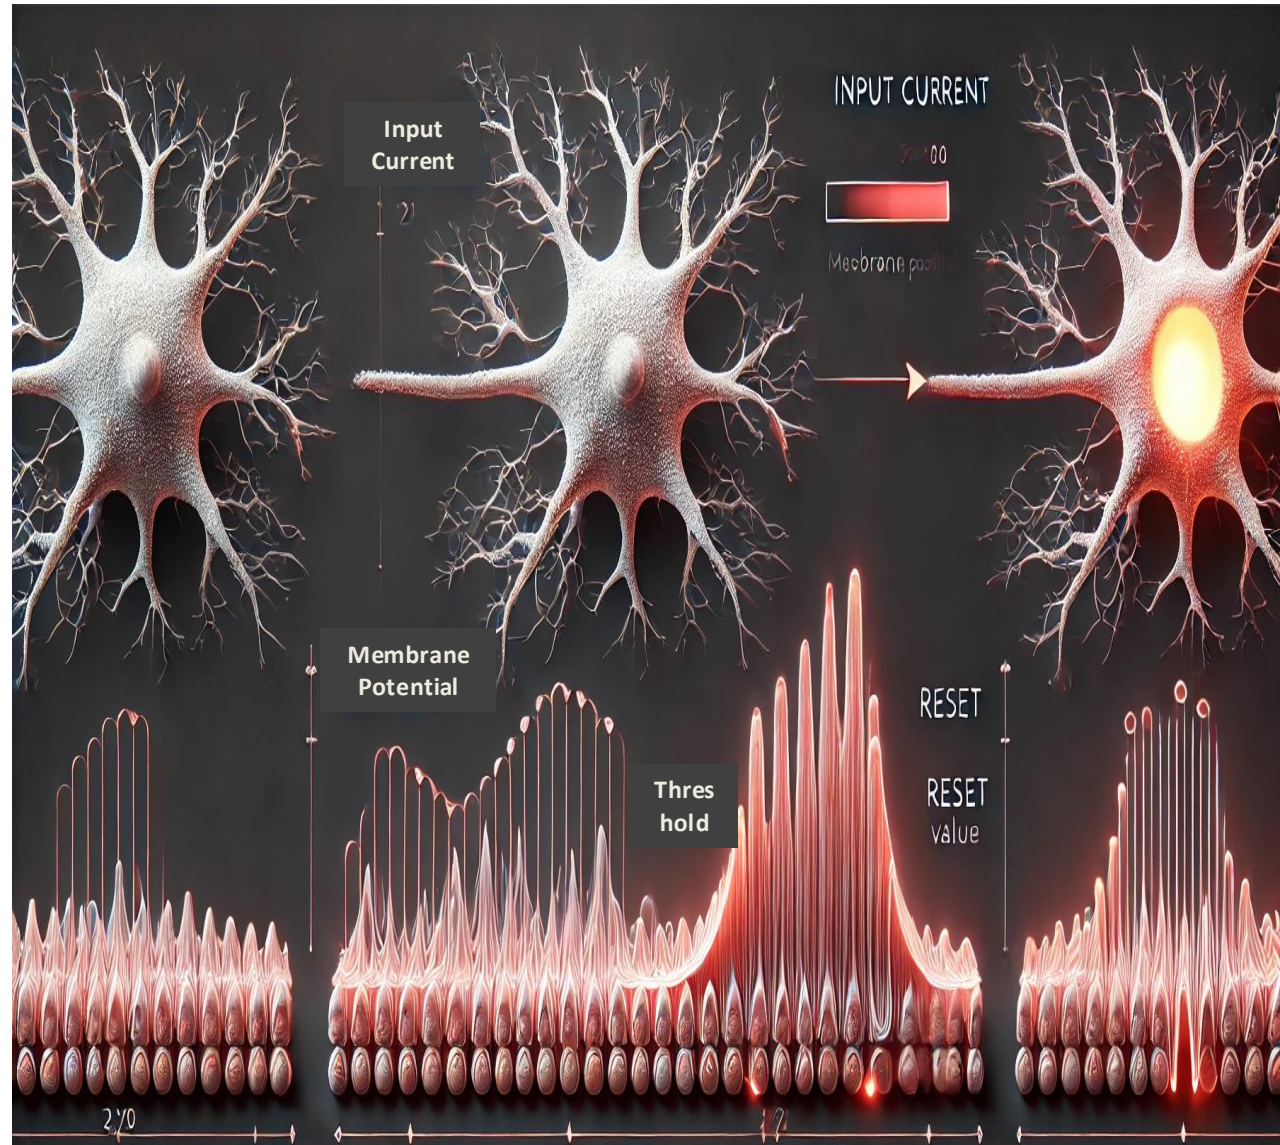 INPUT CURRENT
Input
Current
Membrane
Potential
RESET
Thres
hold
RESET
value